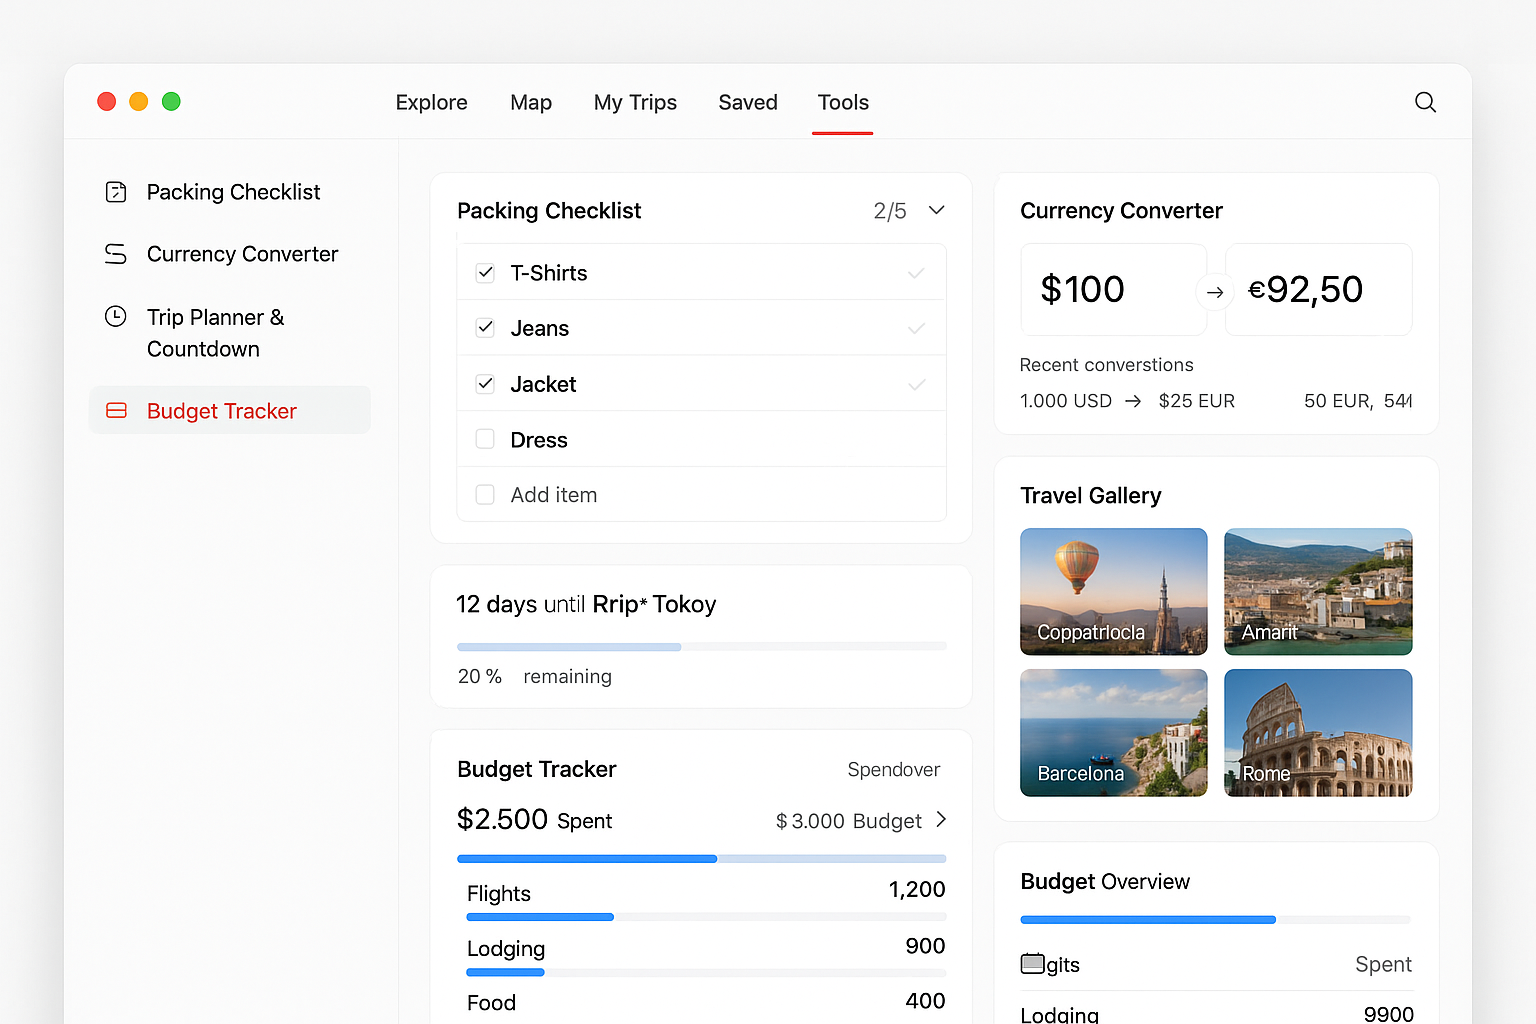 Explore Map My Trips Saved Tools
Packing Checklist
Currency Converter
Trip Planner &
Countdown
Budget Tracker
Packing Checklist 2/5
T-Shirts
Jeans
Jacket
Dress
Add item
12 days until Rrip* Tokoy
20 % remaining
Budget Tracker Spendover
$2.500 Spent $3.000 Budget
Flights 1,200
Lodging 900
Food 400
Currency Converter
$100 → €92,50
Recent converstions
1.000 USD → $25 EUR 50 EUR,
Travel Gallery
Coppatrlocla Amarit
Barcelona Rome
Budget Overview
gits Spent
Lodging 9900